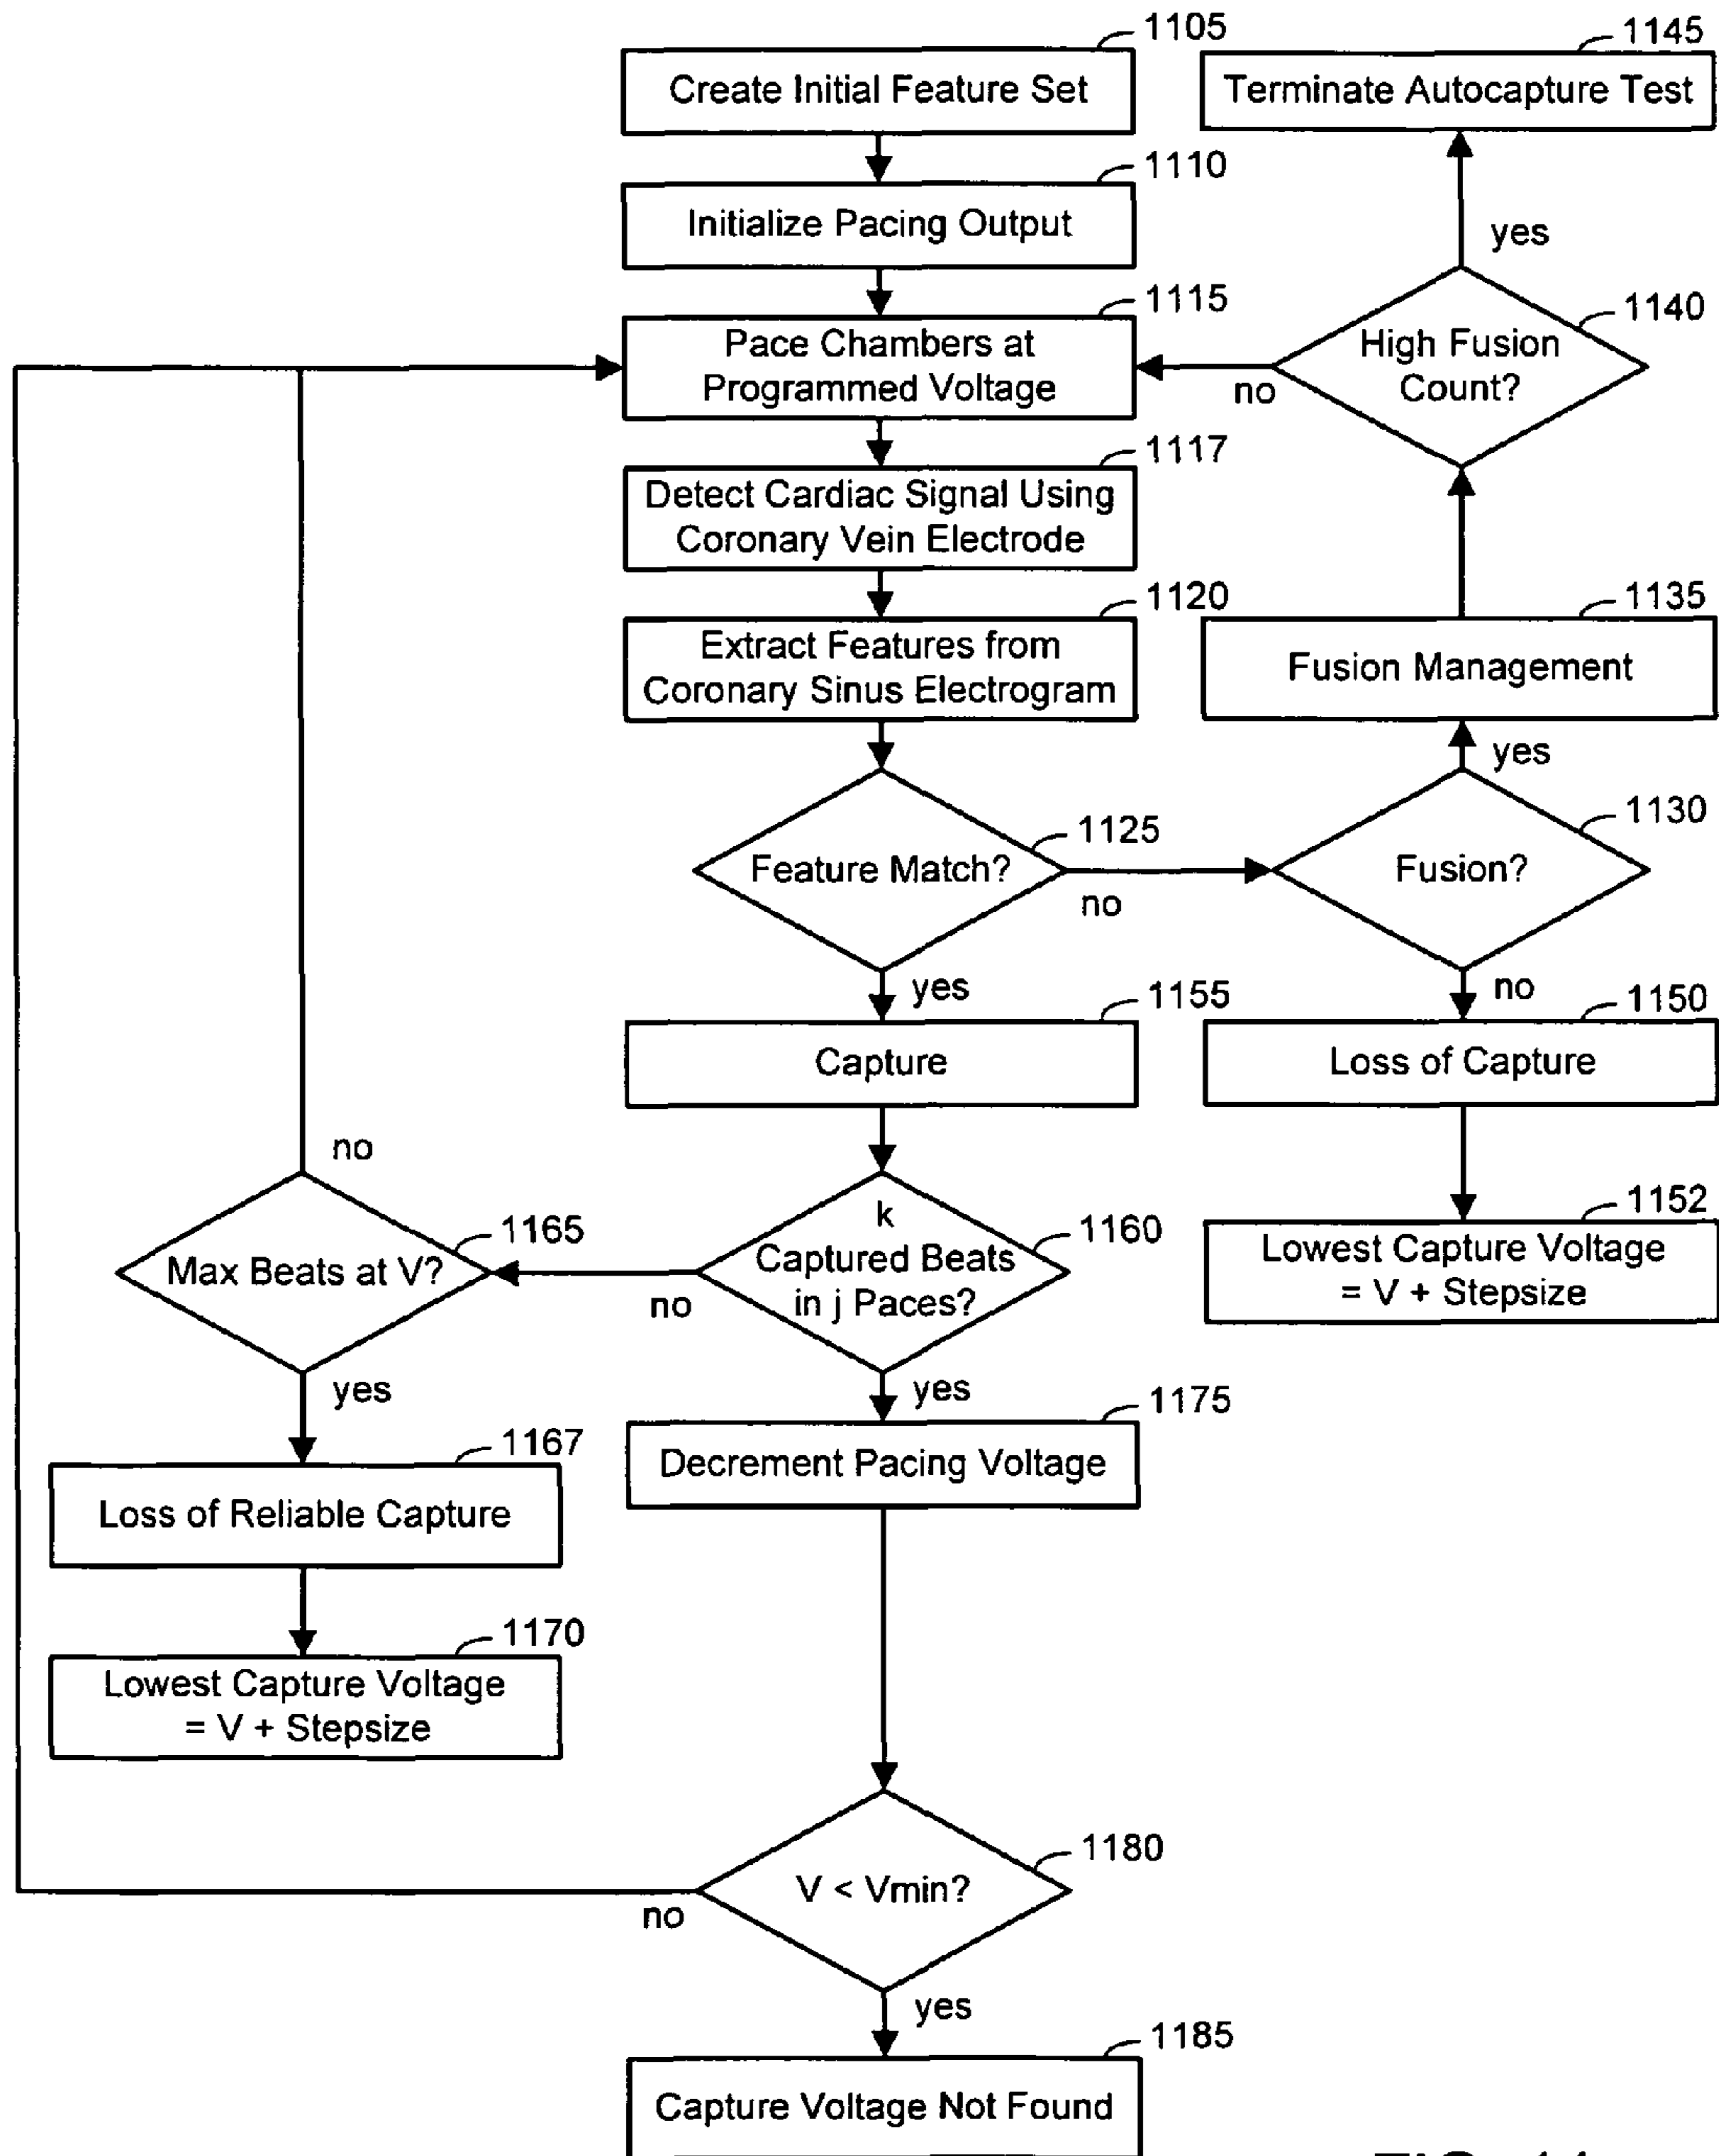 1105
Create Initial Feature Set
1145
Terminate Autocapture Test
1110
Initialize Pacing Output
yes
1115
Pace Chambers at
Programmed Voltage
1140
High Fusion
Count?
no
1117
Detect Cardiac Signal Using
Coronary Vein Electrode
1120
Extract Features from
Coronary Sinus Electrogram
1135
Fusion Management
yes
1125
Feature Match?
no
1130
Fusion?
yes
1155
Capture
no
1150
Loss of Capture
no
1165
Max Beats at V?
1160
k
Captured Beats
in j Paces?
no
1152
Lowest Capture Voltage
= V + Stepsize
yes
1167
Loss of Reliable Capture
yes
1175
Decrement Pacing Voltage
1170
Lowest Capture Voltage
= V + Stepsize
1180
V < Vmin?
no
yes
1185
Capture Voltage Not Found